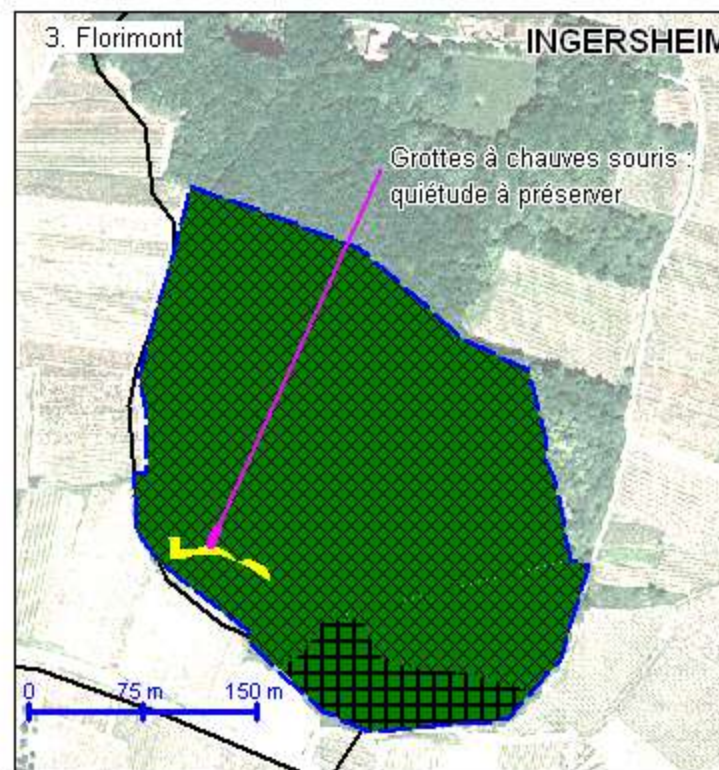 3. Florimont
INGERSHEIM
Grottes à chauves souris :
quiétude à préserver
0 75 m 150 m